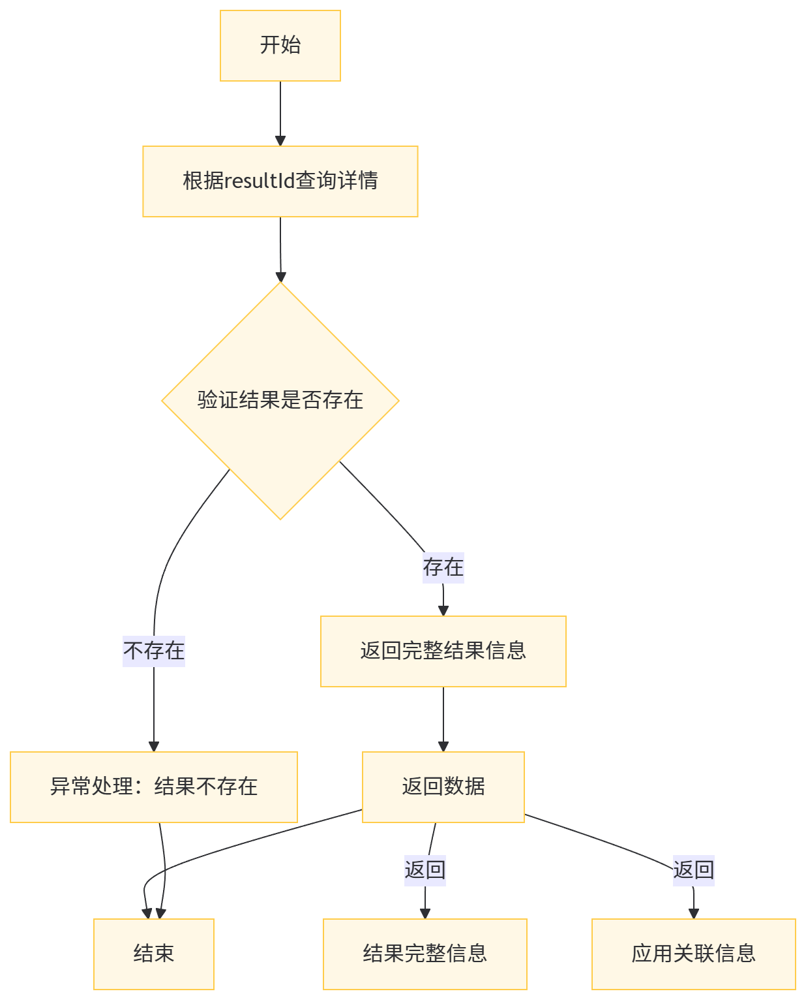 开始
根据resultId查询详情
验证结果是否存在
存在
不存在
返回完整结果信息
异常处理：结果不存在
返回数据
返回
返回
结束
结果完整信息
应用关联信息